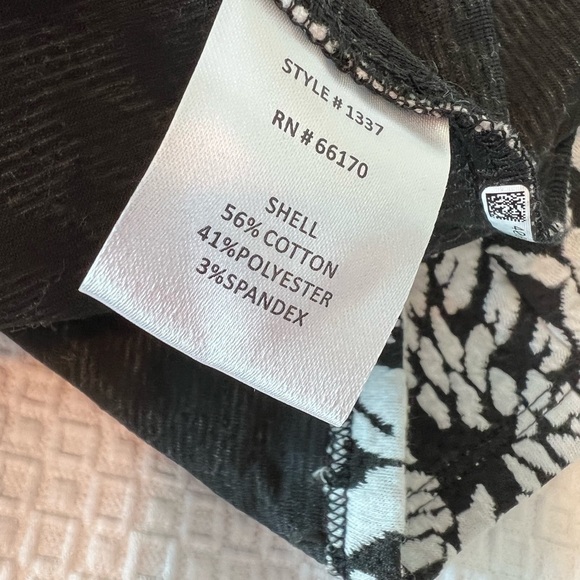 STYLE # 1337
RN # 66170
SHELL
56% COTTON
41%POLYESTER
3%SPANDEX